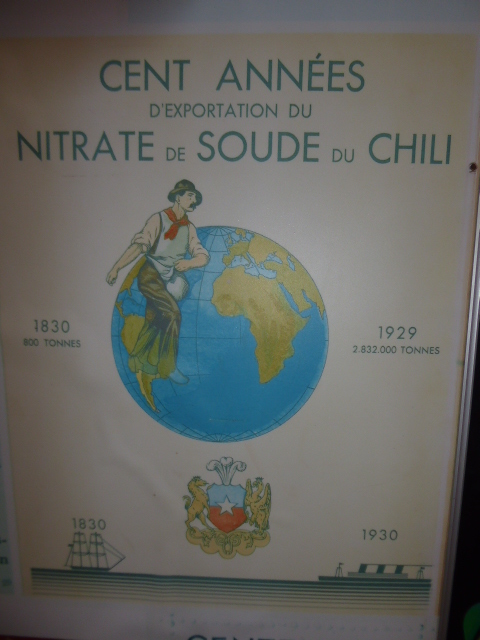 CENT ANNÉES
D'EXPORTATION DU
NITRATE DE SOUDE DU CHILI
1830
800 TONNES
1929
2.832.000 TONNES
1830
1930
CENT